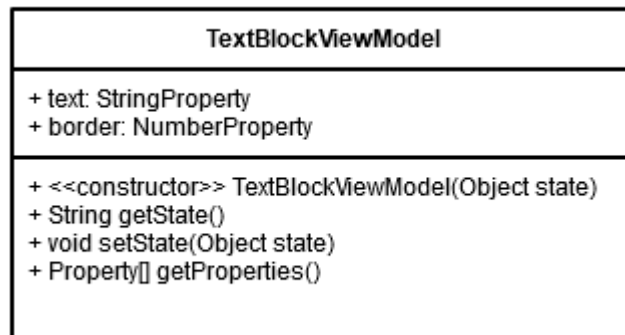 TextBlockViewModel
+ text: StringProperty
+ border: NumberProperty
+ <<constructor>> TextBlockViewModel(Object state)
+ String getState()
+ void setState(Object state)
+ Property[] getProperties()